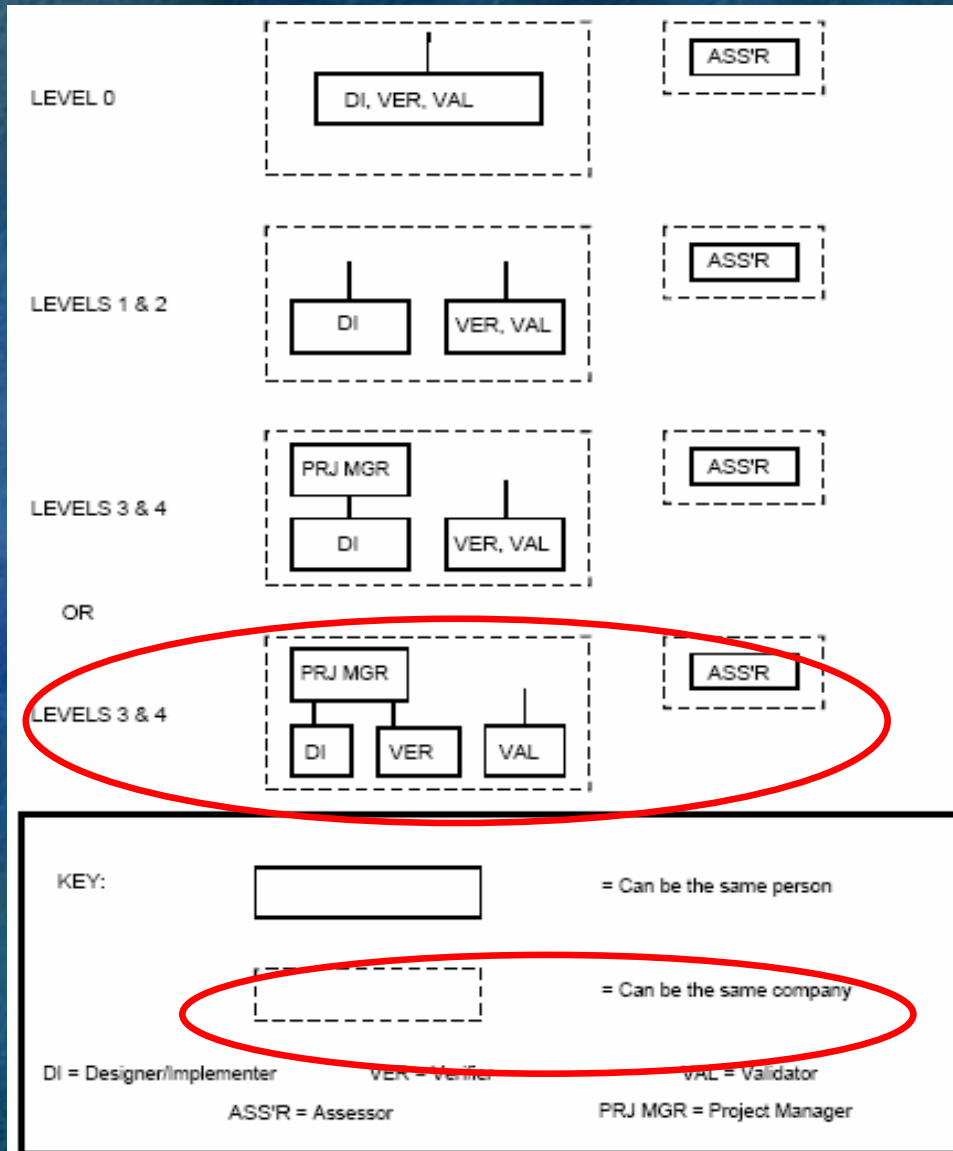 ASS'R
LEVEL 0
DI, VER, VAL
ASS'R
LEVELS 1 & 2
DI
VER, VAL
PRJ MGR
ASS'R
LEVELS 3 & 4
DI
VER, VAL
OR
PRJ MGR
ASS'R
LEVELS 3 & 4
DI
VER
VAL
KEY:
= Can be the same person
= Can be the same company
DI = Designer/Implementer
VER = Verifier
VAL = Validator
ASS'R = Assessor
PRJ MGR = Project Manager